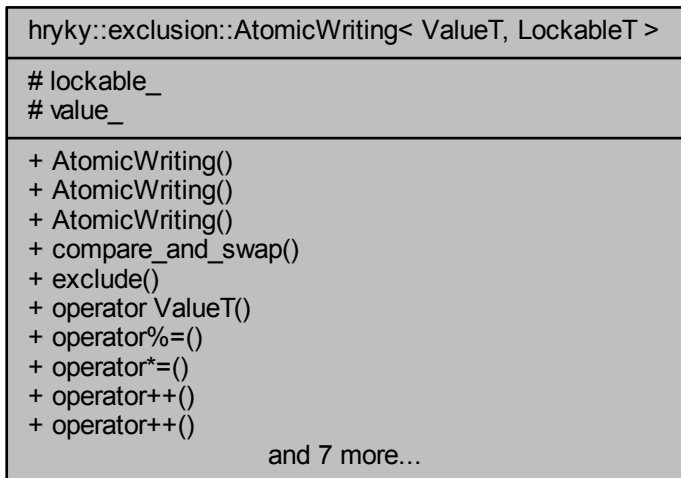 hryky::exclusion::AtomicWriting< ValueT, LockableT >
# lockable_
# value_
+ AtomicWriting()
+ AtomicWriting()
+ AtomicWriting()
+ compare_and_swap()
+ exclude()
+ operator ValueT()
+ operator%=()
+ operator*=()
+ operator++()
+ operator++()
and 7 more...